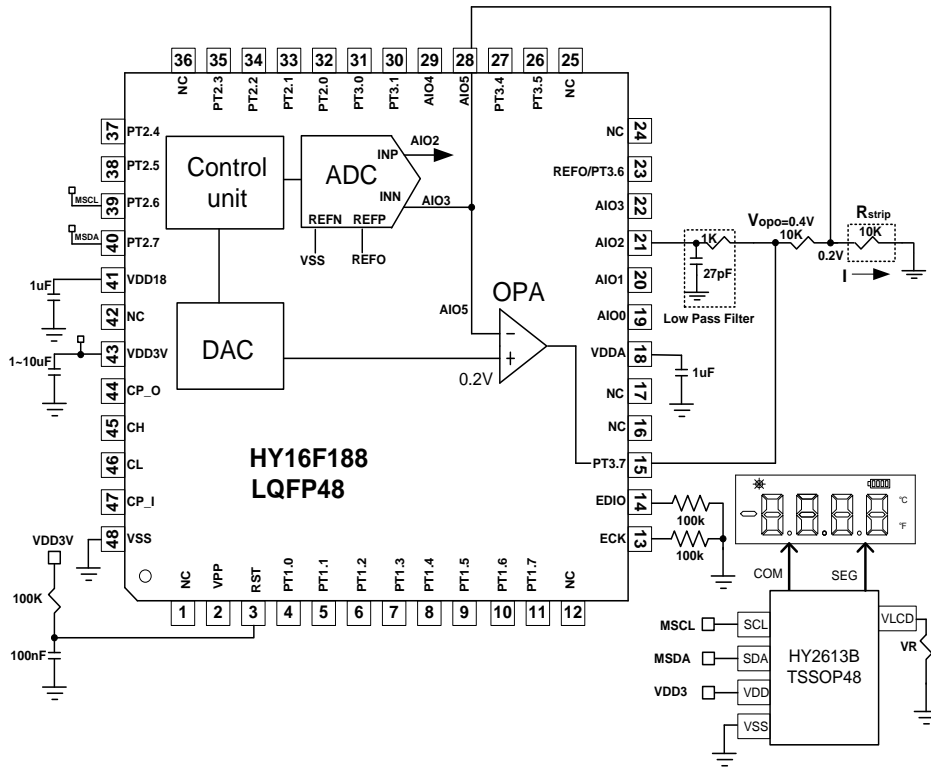 36 35 34 33 32 31 30 29 28 27 26 25
NC PT2.3 PT2.2 PT2.1 PT2.0 PT3.0 PT3.1 AIO4 AIO5 PT3.4 PT3.5 NC
37 PT2.4
38 PT2.5
MSCL 39 PT2.6
MSDA 40 PT2.7
1uF 41 VDD18
42 NC
1~10uF 43 VDD3V
44 CP_O
45 CH
46 CL
47 CP_I
48 VSS
Control
unit
ADC
INP
AIO2
INN
AIO3
REFN REFP
VSS REFO
DAC
AIO5
OPA
−
+
0.2V
HY16F188
LQFP48
NC 24
REFO/PT3.6 23
AIO3 22
AIO2 21
AIO1 20
AIO0 19
VDDA 18
NC 17
NC 16
PT3.7 15
EDIO 14
ECK 13
1K
27pF
Low Pass Filter
Vopo=0.4V
10K
0.2V
Rstrip
10K
I
1uF
100k
100k
VDD3V
100K
100nF
NC VPP RST PT1.0 PT1.1 PT1.2 PT1.3 PT1.4 PT1.5 PT1.6 PT1.7 NC
1 2 3 4 5 6 7 8 9 10 11 12
8.8.8.8
°C
°F
COM SEG
MSCL SCL
MSDA SDA
VDD3 VDD
VSS
HY2613B
TSSOP48
VLCD
VR